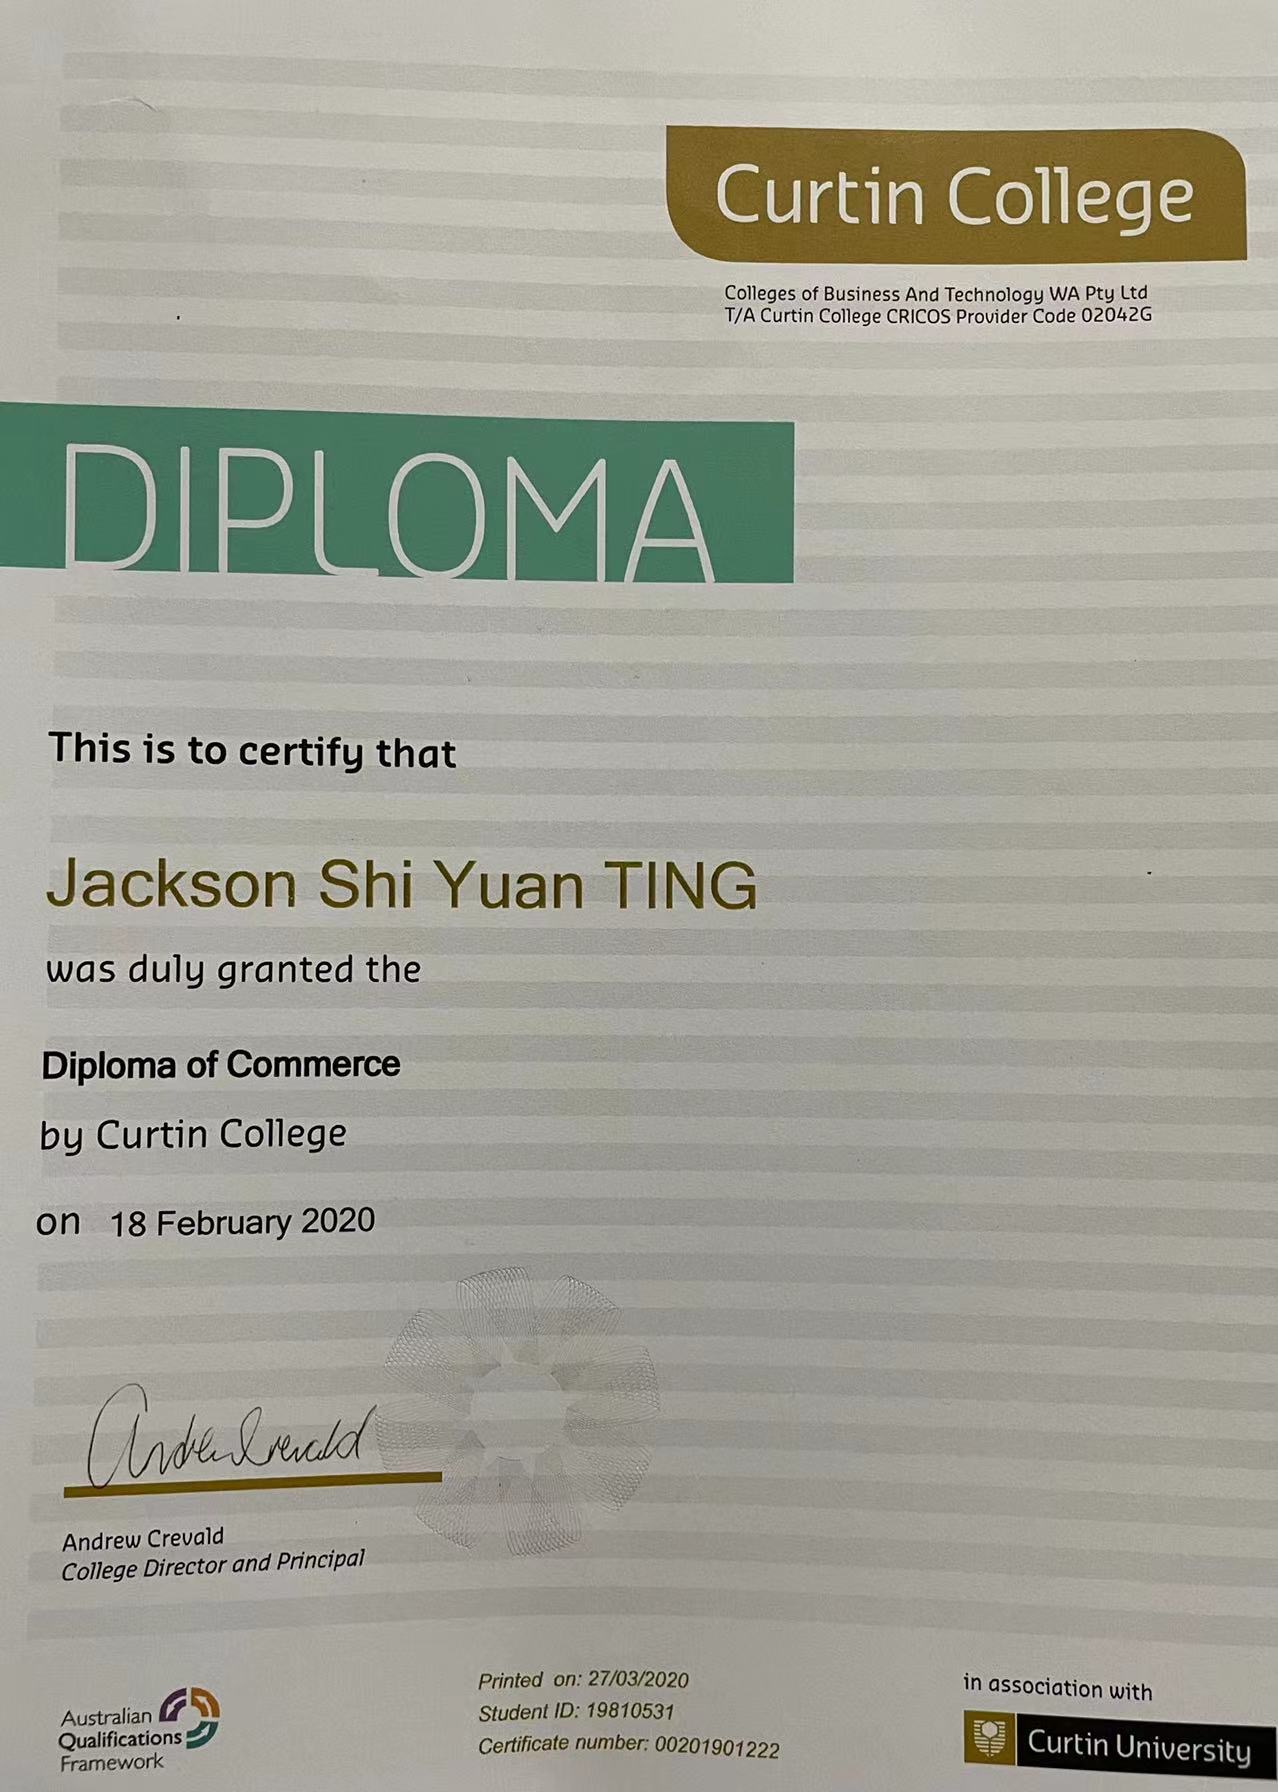 Curtin College
Colleges of Business And Technology WA Pty Ltd
T/A Curtin College CRICOS Provider Code 02042G
DIPLOMA
This is to certify that
Jackson Shi Yuan TING
was duly granted the
Diploma of Commerce
by Curtin College
on 18 February 2020
Andrew Crevald
Andrew Crevald
College Director and Principal
Australian
Qualifications
Framework
Printed on: 27/03/2020
Student ID: 19810531
Certificate number: 00201901222
in association with
Curtin University